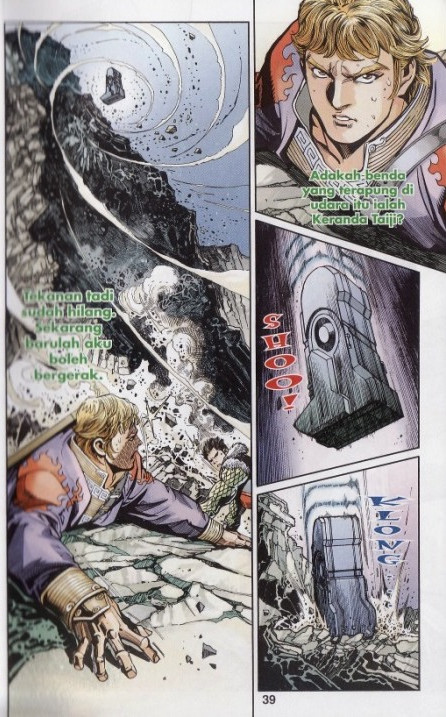 Tekanan tadi
sudah hilang.
Sekarang
barulah aku
boleh
bergerak.
Adakah benda
yang terapung di
udara itu ialah
Keranda Taiji?
SHOO!
KLONG
39